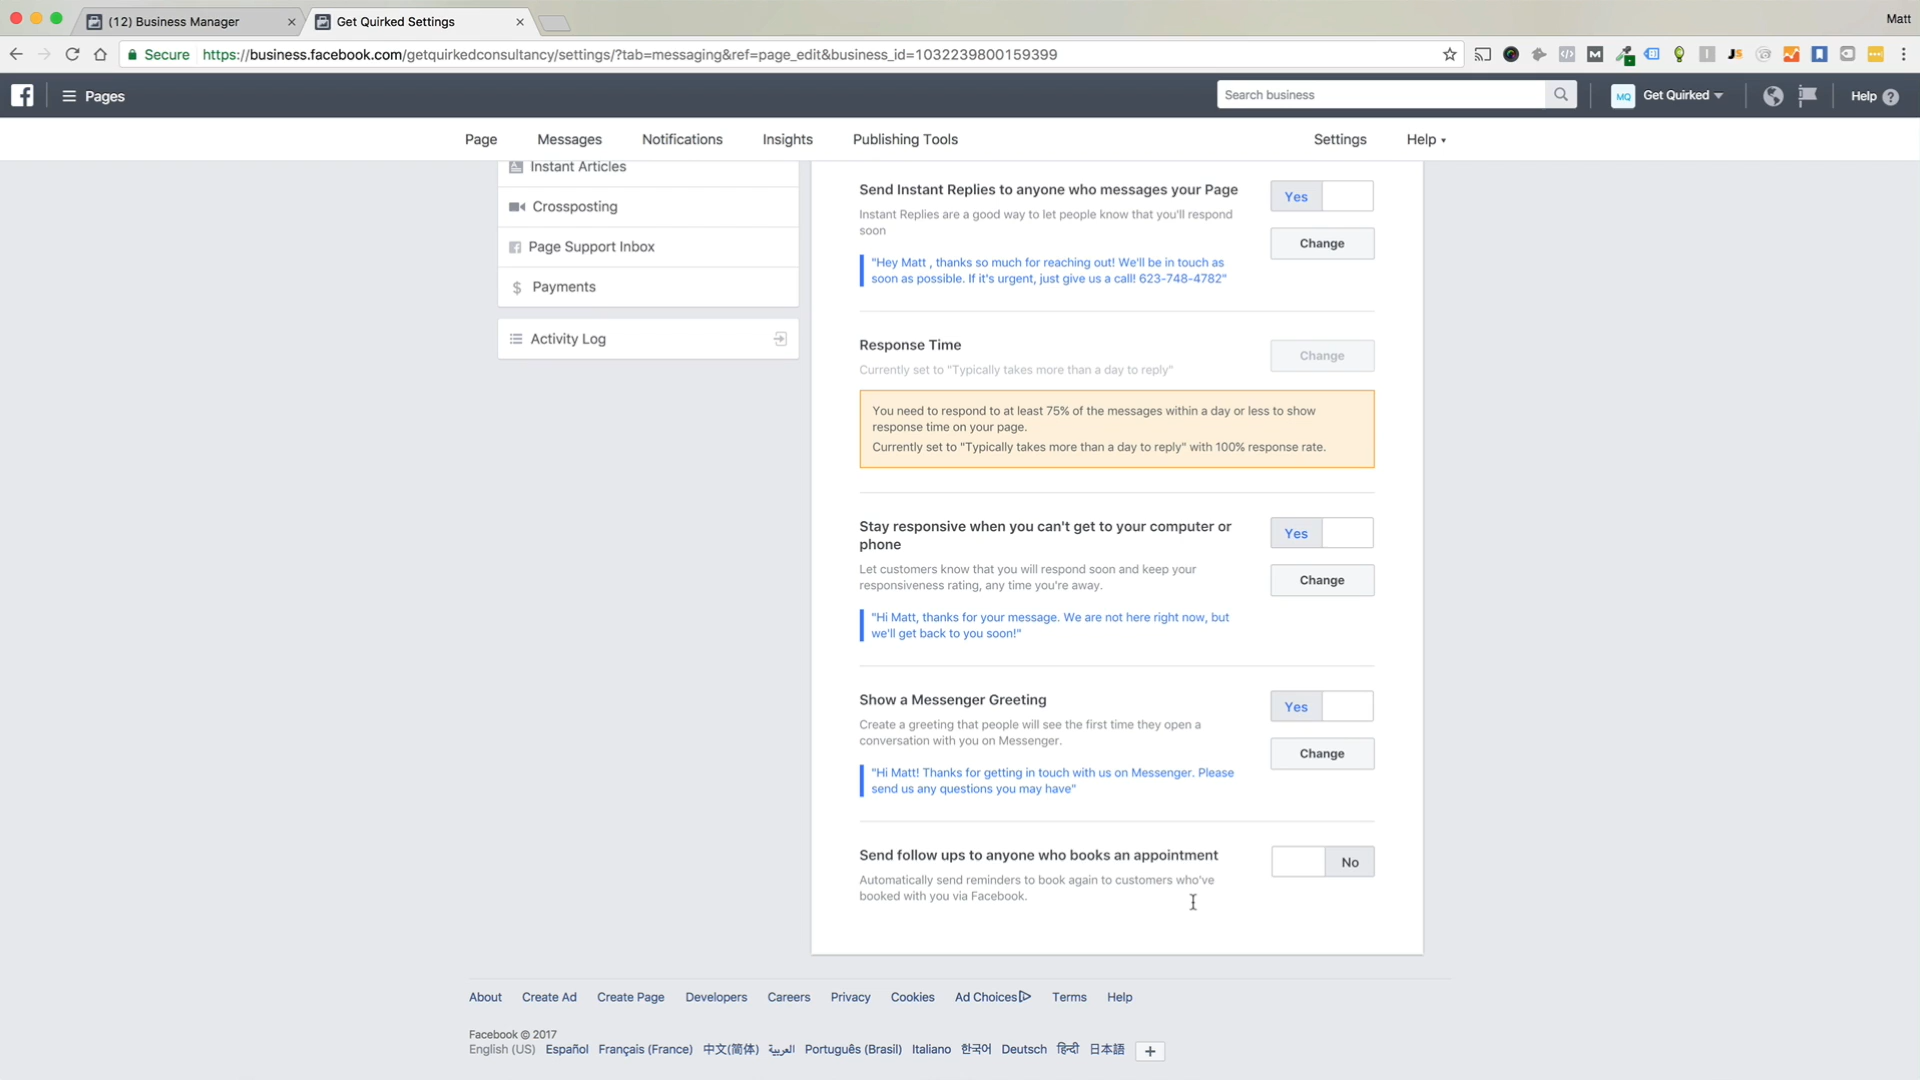 (12) Business Manager
Get Quirked Settings
Matt
Secure https://business.facebook.com/getquirkedconsultancy/settings/?tab=messaging&ref=page_edit&business_id=1032239800159399
Pages
Search business
MQ Get Quirked
Help
Page Messages Notifications Insights Publishing Tools Settings Help
Instant Articles
Crossposting
Page Support Inbox
Payments
Activity Log
Send Instant Replies to anyone who messages your Page
Yes
Instant Replies are a good way to let people know that you'll respond
soon
Change
"Hey Matt , thanks so much for reaching out! We'll be in touch as
soon as possible. If it's urgent, just give us a call! 623-748-4782"
Response Time
Change
Currently set to "Typically takes more than a day to reply"
You need to respond to at least 75% of the messages within a day or less to show
response time on your page.
Currently set to "Typically takes more than a day to reply" with 100% response rate.
Stay responsive when you can't get to your computer or
phone
Yes
Let customers know that you will respond soon and keep your
responsiveness rating, any time you're away.
Change
"Hi Matt, thanks for your message. We are not here right now, but
we'll get back to you soon!"
Show a Messenger Greeting
Yes
Create a greeting that people will see the first time they open a
conversation with you on Messenger.
Change
"Hi Matt! Thanks for getting in touch with us on Messenger. Please
send us any questions you may have"
Send follow ups to anyone who books an appointment
No
Automatically send reminders to book again to customers who've
booked with you via Facebook.
About Create Ad Create Page Developers Careers Privacy Cookies Ad Choices Terms Help
Facebook © 2017
English (US) Español Français (France) 中文(简体) العربية Português (Brasil) Italiano 한국어 Deutsch हिन्दी 日本語 +